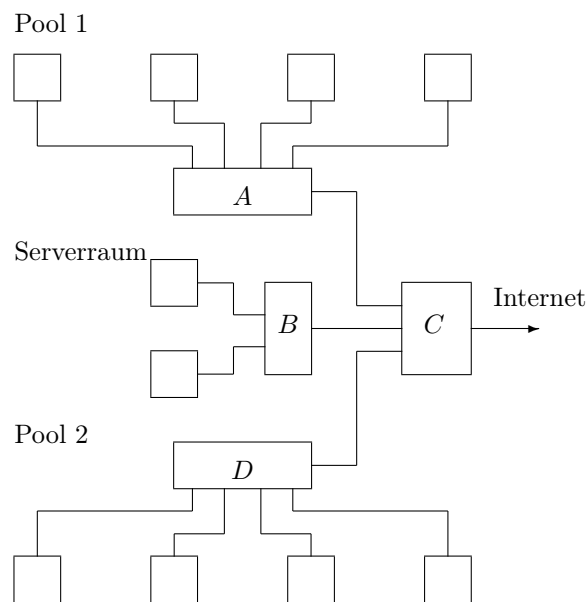 Pool 1
A
Serverraum
B
C
Internet
Pool 2
D